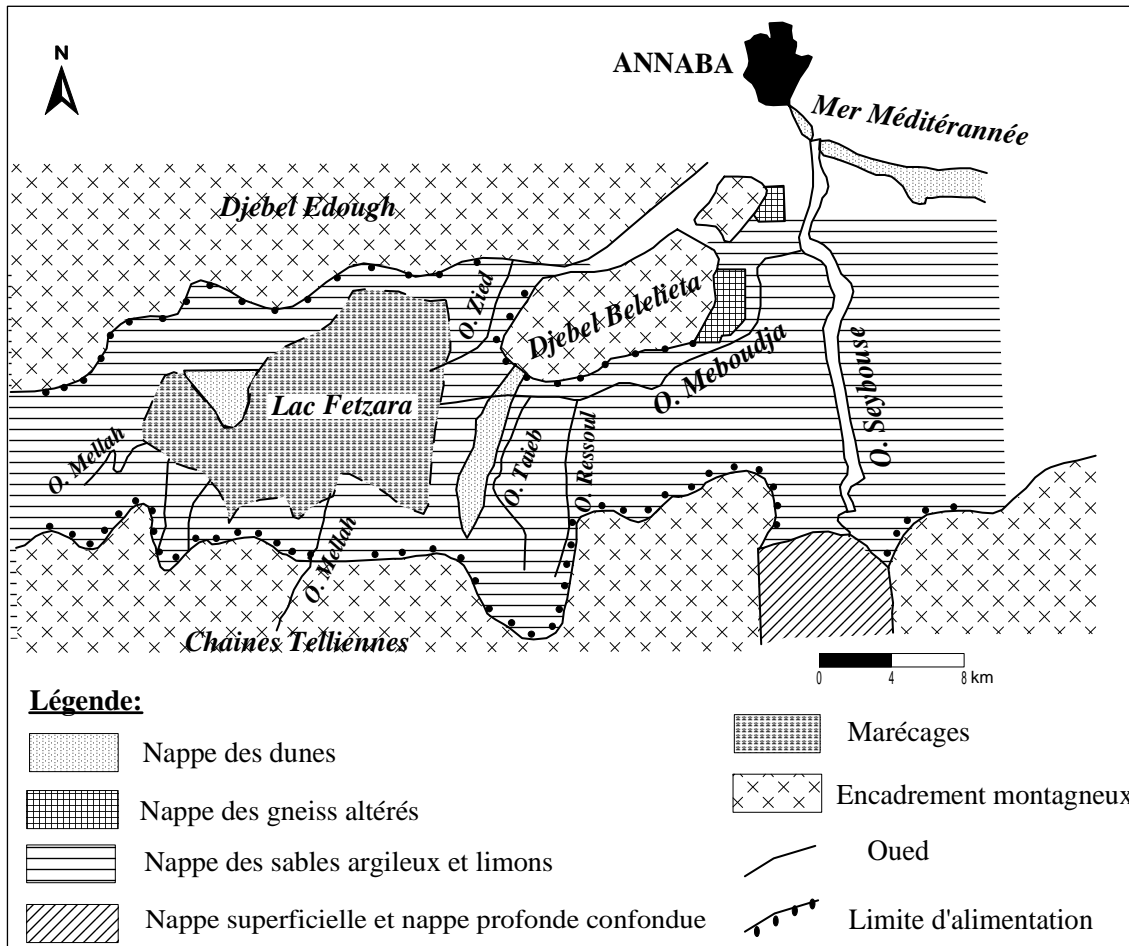 N
ANNABA
Mer Méditérannée
Djebel Edough
O. Zied
Djebel Belelieta
O. Meboudja
Lac Fetzara
O. Mellah
O. Taieb
O. Ressoul
O. Seybouse
O. Mellah
Chaines Telliennes
0 4 8 km
Légende:
Nappe des dunes
Nappe des gneiss altérés
Nappe des sables argileux et limons
Nappe superficielle et nappe profonde confondue
Marécages
Encadrement montagneux
Oued
Limite d'alimentation